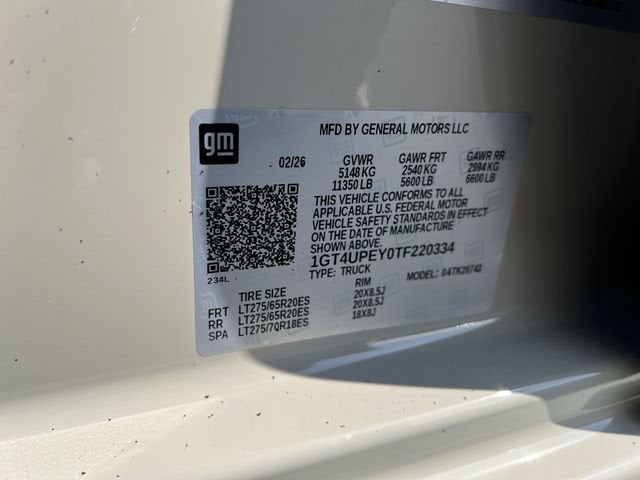 gm
MFD BY GENERAL MOTORS LLC
02/26 GVWR GAWR FRT GAWR RR
5148 KG 2540 KG 2994 KG
11350 LB 5600 LB 6600 LB
THIS VEHICLE CONFORMS TO ALL
APPLICABLE U.S. FEDERAL MOTOR
VEHICLE SAFETY STANDARDS IN EFFECT
ON THE DATE OF MANUFACTURE
SHOWN ABOVE.
1GT4UPEY0TF220334
TYPE: TRUCK MODEL: 04TK20743
234L
TIRE SIZE RIM
FRT LT275/65R20ES 20X8.5J
RR LT275/65R20ES 20X8.5J
SPA LT275/70R18ES 18X8J